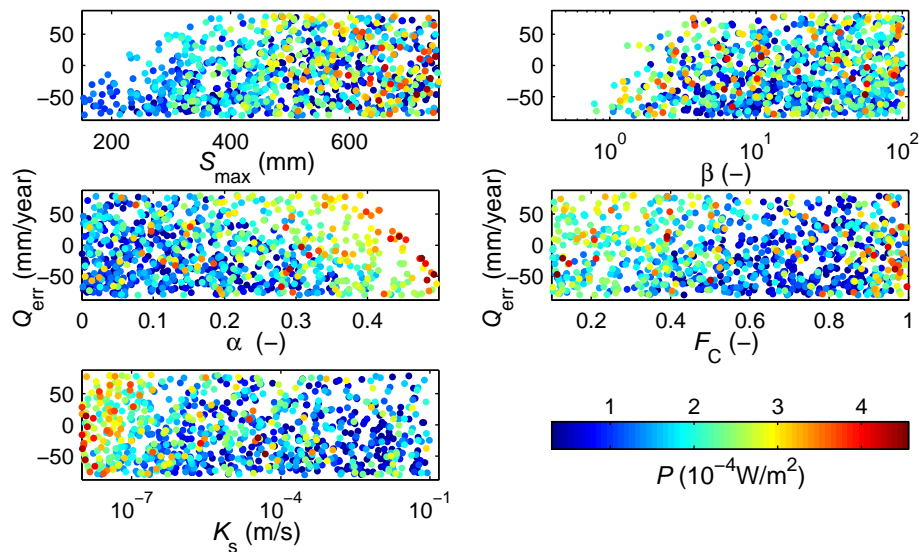 50
0
−50
200 400 600
S_max (mm)
50
0
−50
10^0 10^1 10^2
β (−)
Q_err (mm/year)
50
0
−50
0 0.1 0.2 0.3 0.4
α (−)
Q_err (mm/year)
50
0
−50
0.2 0.4 0.6 0.8 1
F_C (−)
50
0
−50
10^−7 10^−4 10^−1
K_s (m/s)
1 2 3 4
P (10^−4 W/m^2)